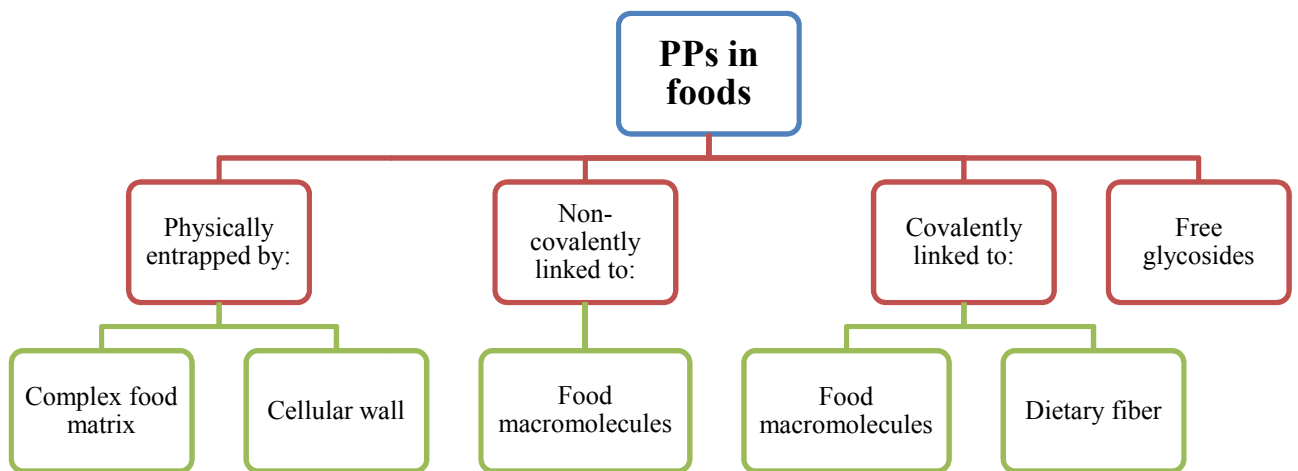 PPs in
foods
Physically
entrapped by:
Non-
covalently
linked to:
Covalently
linked to:
Free
glycosides
Complex food
matrix
Cellular wall
Food
macromolecules
Food
macromolecules
Dietary fiber